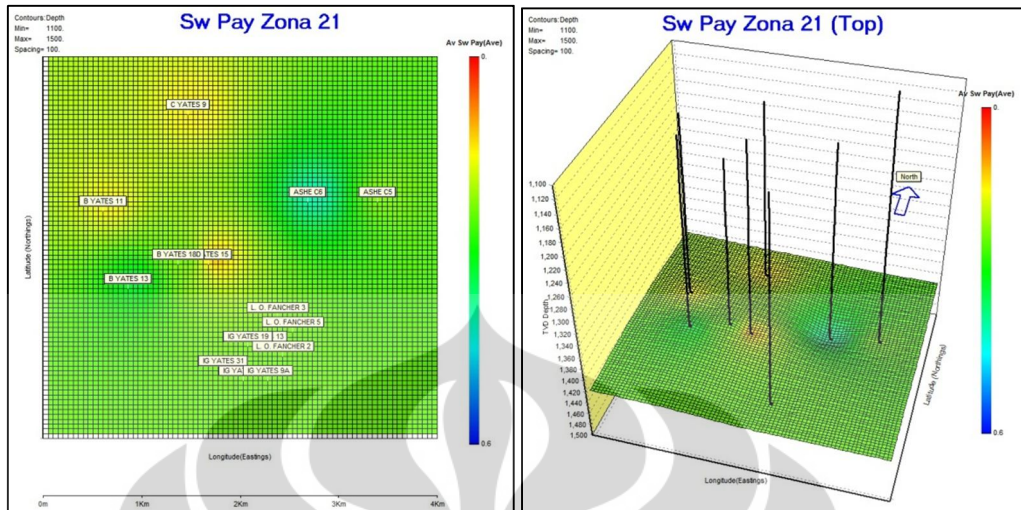 Contours: Depth
Min= 1100.
Max= 1500.
Spacing= 100.
Sw Pay Zona 21
Av Sw Pay(Ave)
0.
0.6
C YATES 9
ASHE C6
ASHE C5
B YATES 11
B YATES 18D
TES 15
B YATES 13
L. O. FANCHER 3
L. O. FANCHER 5
IG YATES 19
13
L. O. FANCHER 2
IG YATES 31
IG YA
IG YATES 9A
Latitude (Northings)
Longitude(Eastings)
0m
1Km
2Km
3Km
4Km
Contours: Depth
Min= 1100.
Max= 1500.
Spacing= 100.
Sw Pay Zona 21 (Top)
Av Sw Pay(Ave)
0.
0.6
North
1,100
1,120
1,140
1,160
1,180
1,200
1,220
1,240
1,260
1,280
1,300
1,320
1,340
1,360
1,380
1,400
1,420
1,440
1,460
1,480
1,500
TVD Depth
Latitude (Northings)
Longitude(Eastings)